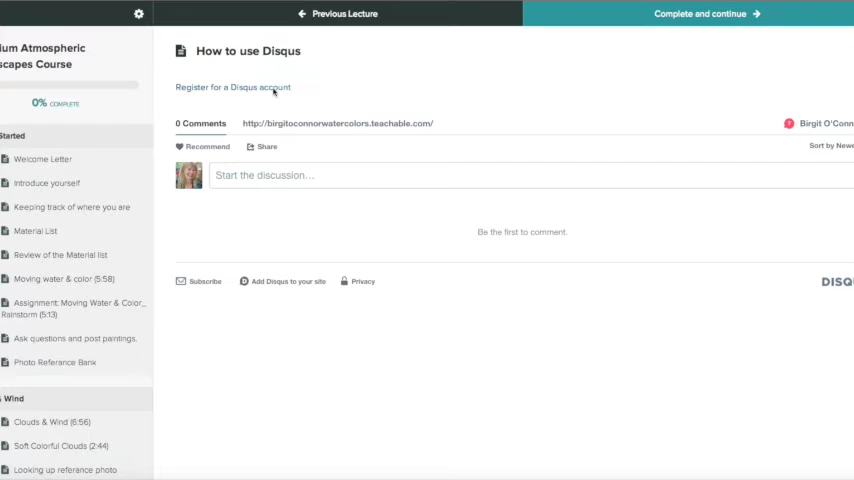 Previous Lecture
Complete and continue
ium Atmospheric
scapes Course
0% COMPLETE
Started
Welcome Letter
Introduce yourself
Keeping track of where you are
Material List
Review of the Material list
Moving water & color (5:58)
Assignment: Moving Water & Color_
Rainstorm (5:13)
Ask questions and post paintings.
Photo Referance Bank
& Wind
Clouds & Wind (6:56)
Soft Colorful Clouds (2:44)
Looking up referance photo
How to use Disqus
Register for a Disqus account
0 Comments http://birgitoconnorwatercolors.teachable.com/ Birgit O'Conn
Recommend Share Sort by Newe
Start the discussion...
Be the first to comment.
Subscribe Add Disqus to your site Privacy DISQU